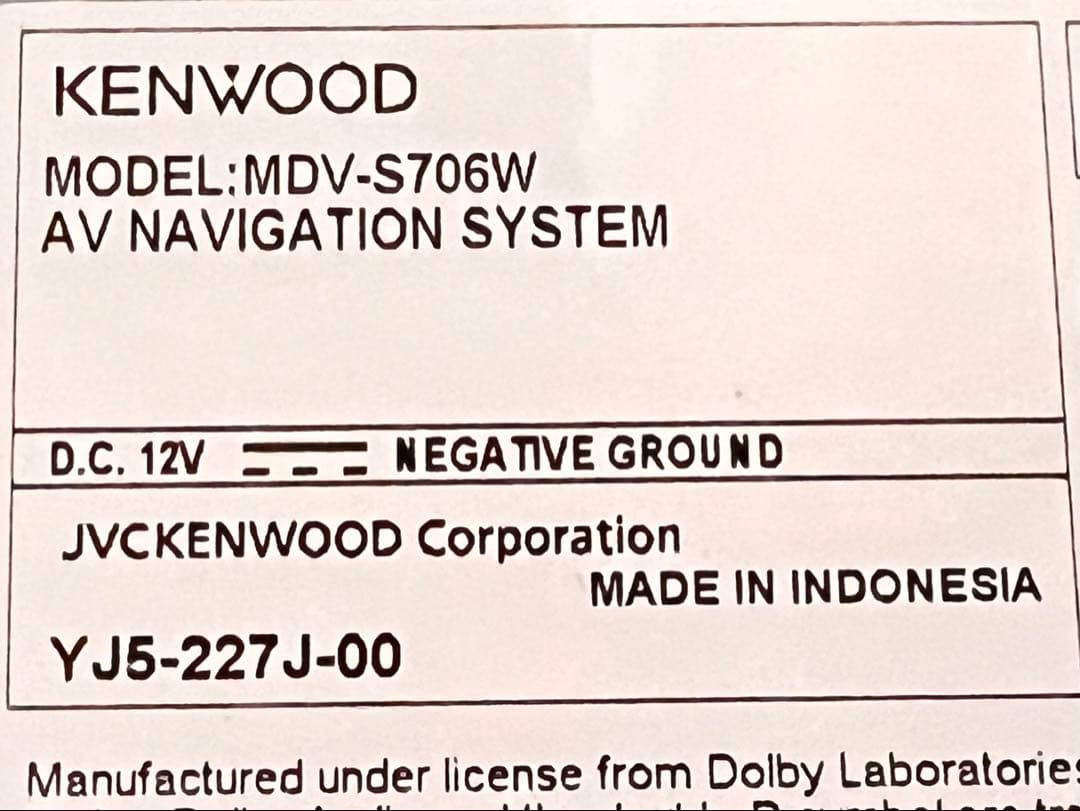 KENWOOD
MODEL:MDV-S706W
AV NAVIGATION SYSTEM
D.C. 12V NEGATIVE GROUND
JVCKENWOOD Corporation
MADE IN INDONESIA
YJ5-227J-00
Manufactured under license from Dolby Laboratories